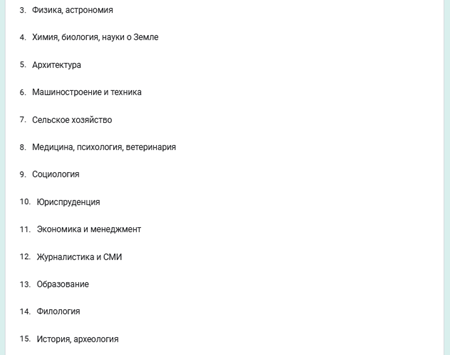 3. Физика, астрономия
4. Химия, биология, науки о Земле
5. Архитектура
6. Машиностроение и техника
7. Сельское хозяйство
8. Медицина, психология, ветеринария
9. Социология
10. Юриспруденция
11. Экономика и менеджмент
12. Журналистика и СМИ
13. Образование
14. Филология
15. История, археология